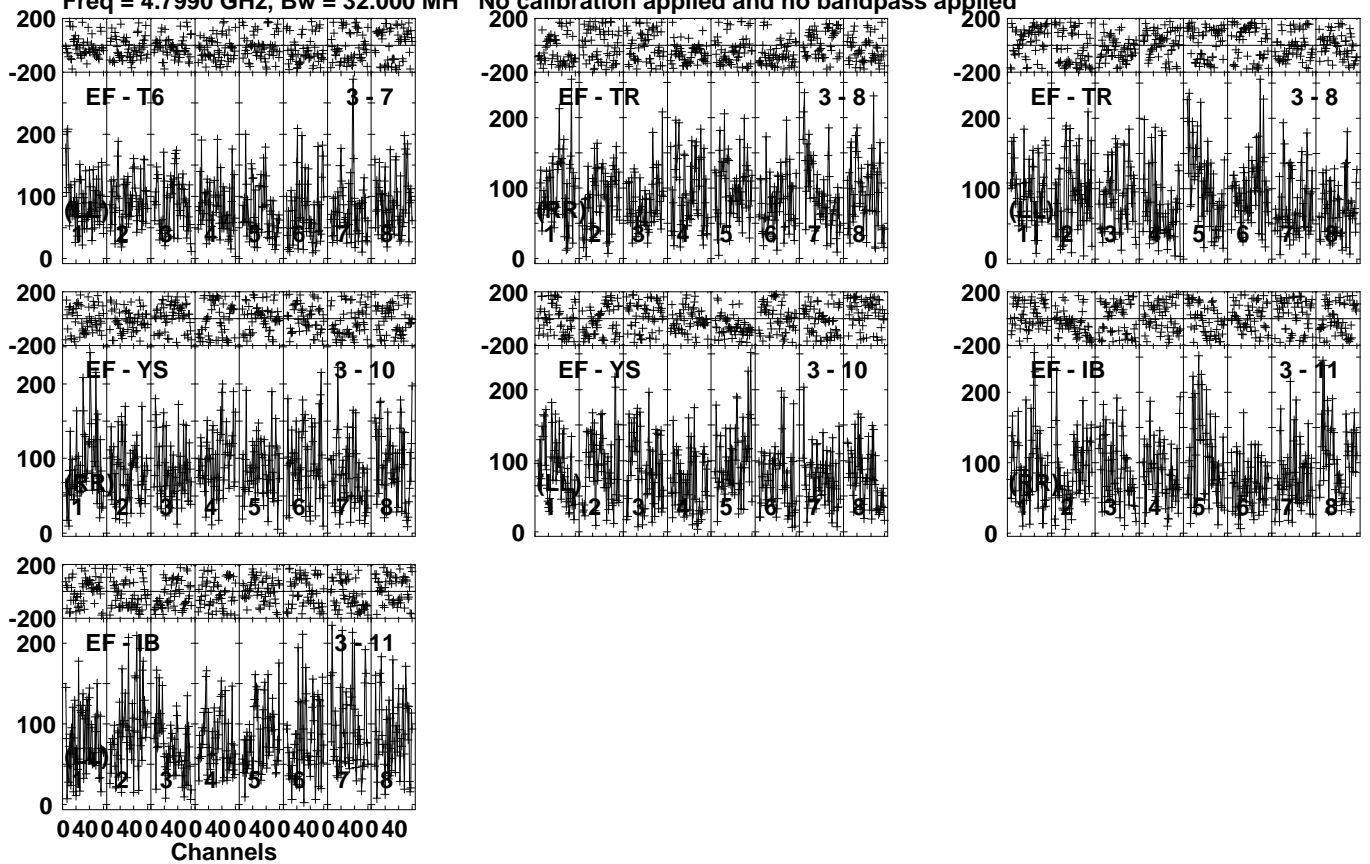 Freq = 4.7990 GHz, Bw = 32.000 MH No calibration applied and no bandpass applied
200
-200
EF - T6 3 - 7
200
100
0
(LL)
1 2 3 4 5 6 7 8
200
-200
EF - TR 3 - 8
200
100
0
(RR)
1 2 3 4 5 6 7 8
200
-200
EF - TR 3 - 8
200
100
0
(LL)
1 2 3 4 5 6 7 8
200
-200
EF - YS 3 - 10
200
100
0
(RR)
1 2 3 4 5 6 7 8
200
-200
EF - YS 3 - 10
200
100
0
(LL)
1 2 3 4 5 6 7 8
200
-200
EF - IB 3 - 11
200
100
0
(RR)
1 2 3 4 5 6 7 8
200
-200
EF - IB 3 - 11
200
100
0
(LL)
1 2 3 4 5 6 7 8
0 40 0 40 0 40 0 40 0 40 0 40 0 40 0 40
Channels